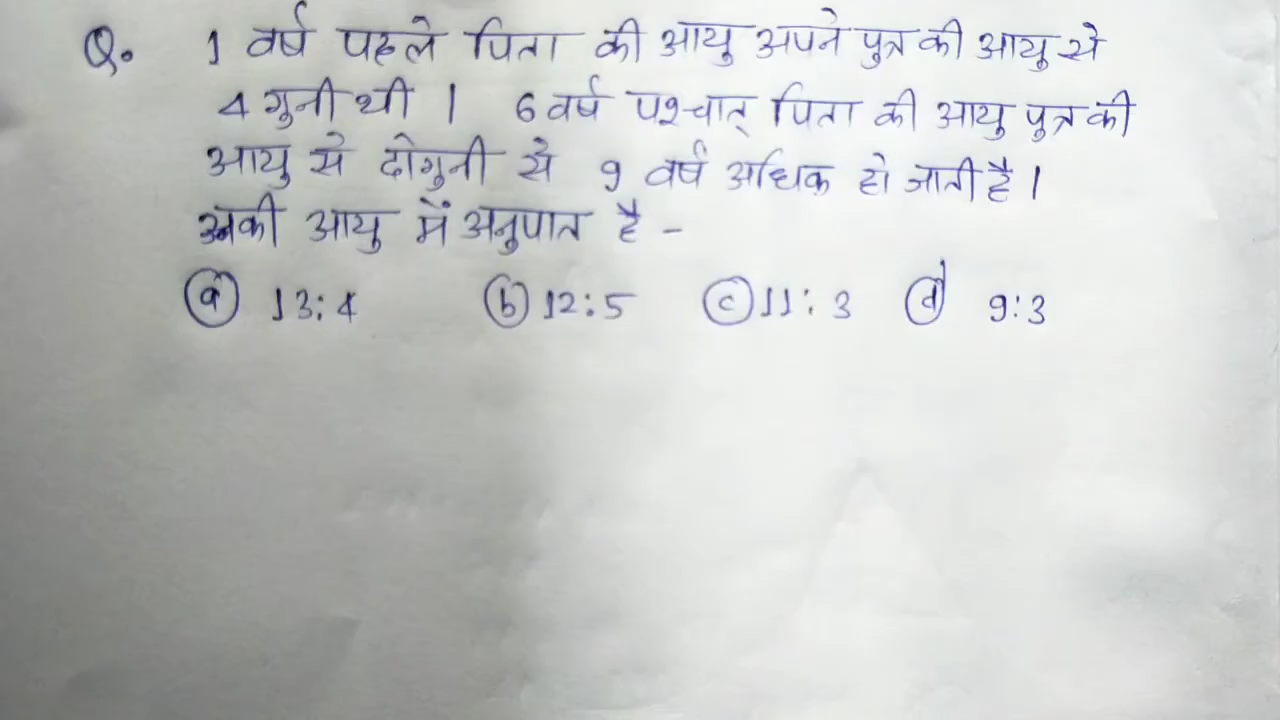 Q. 1 वर्ष पहले पिता की आयु अपने पुत्र की आयु से
4 गुनी थी । 6 वर्ष पश्चात् पिता की आयु पुत्र की
आयु से दोगुनी से 9 वर्ष अधिक हो जाती है ।
उनकी आयु में अनुपात है -
(a) 13:4 (b) 12:5 (c) 11:3 (d) 9:3